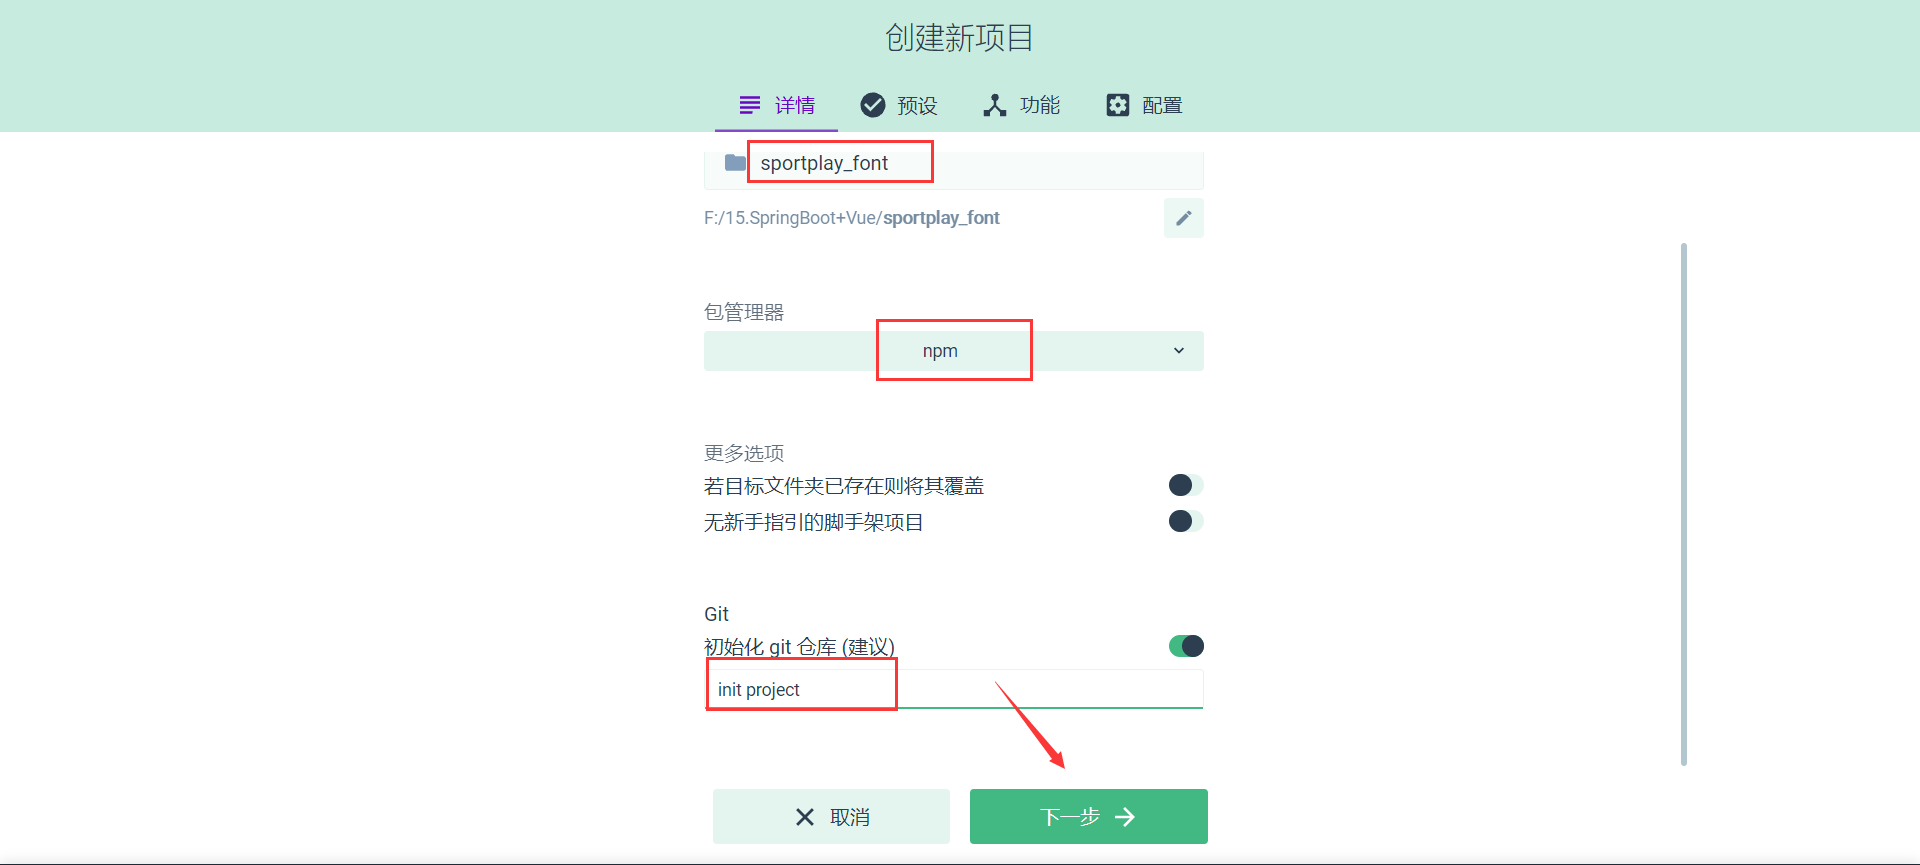 创建新项目
详情 预设 功能 配置
sportplay_font
F:/15.SpringBoot+Vue/sportplay_font
包管理器
npm
更多选项
若目标文件夹已存在则将其覆盖
无新手指引的脚手架项目
Git
初始化 git 仓库 (建议)
init project
取消 下一步